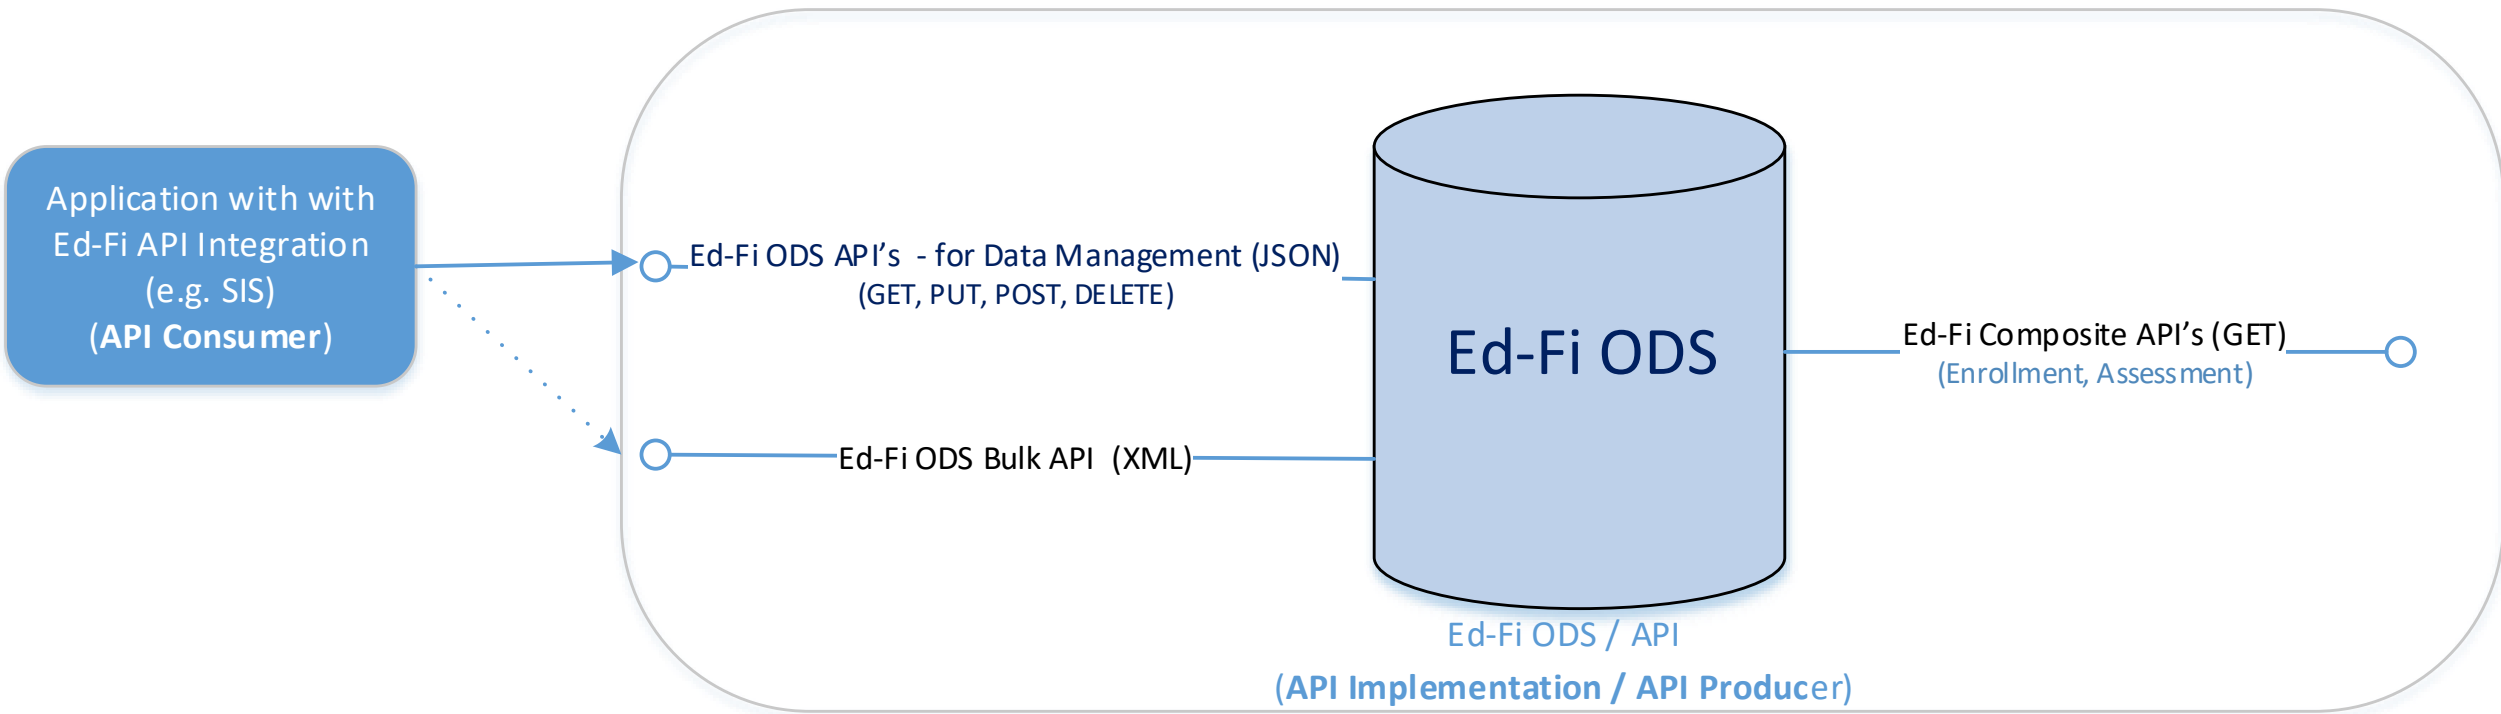 Application with with
Ed-Fi API Integration
(e.g. SIS)
(API Consumer)
Ed-Fi ODS API’s - for Data Management (JSON)
(GET, PUT, POST, DELETE)
Ed-Fi ODS Bulk API (XML)
Ed-Fi ODS
Ed-Fi Composite API’s (GET)
(Enrollment, Assessment)
Ed-Fi ODS / API
(API Implementation / API Producer)